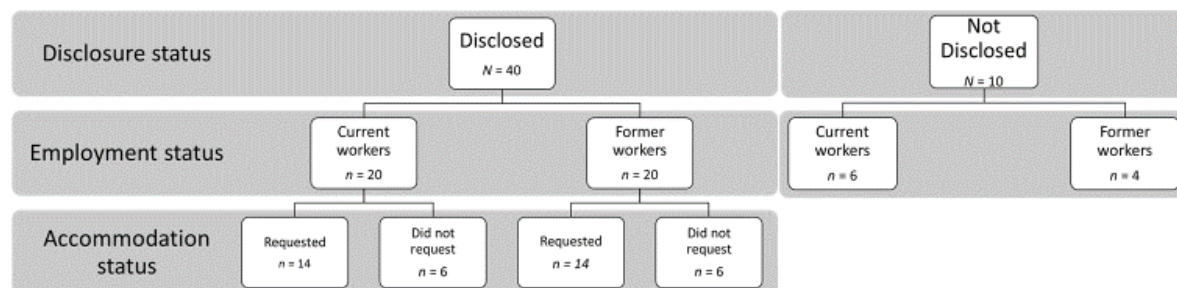 Disclosure status
Disclosed
N = 40
Not
Disclosed
N = 10
Employment status
Current
workers
n = 20
Former
workers
n = 20
Current
workers
n = 6
Former
workers
n = 4
Accommodation
status
Requested
n = 14
Did not
request
n = 6
Requested
n = 14
Did not
request
n = 6